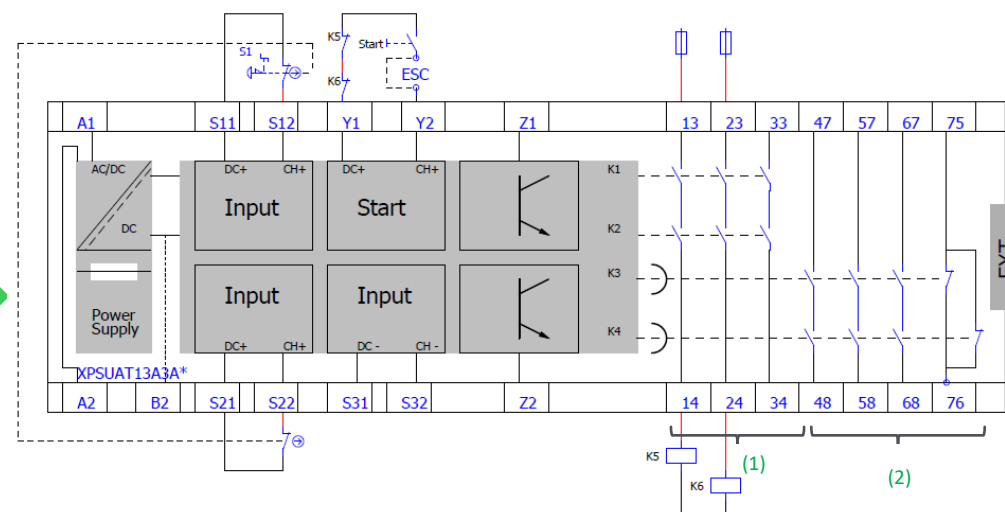 K5
Start
S1
K6
ESC
A1 S11 S12 Y1 Y2 Z1 13 23 33 47 57 67 75
AC/DC DC+ CH+ DC+ CH+ K1
Input Start
DC K2
K3
Input Input
Power
Supply
K4
DC+ CH+ DC - CH -
XPSUAT13A3A*
A2 B2 S21 S22 S31 S32 Z2 14 24 34 48 58 68 76
K5
(1)
(2)
K6